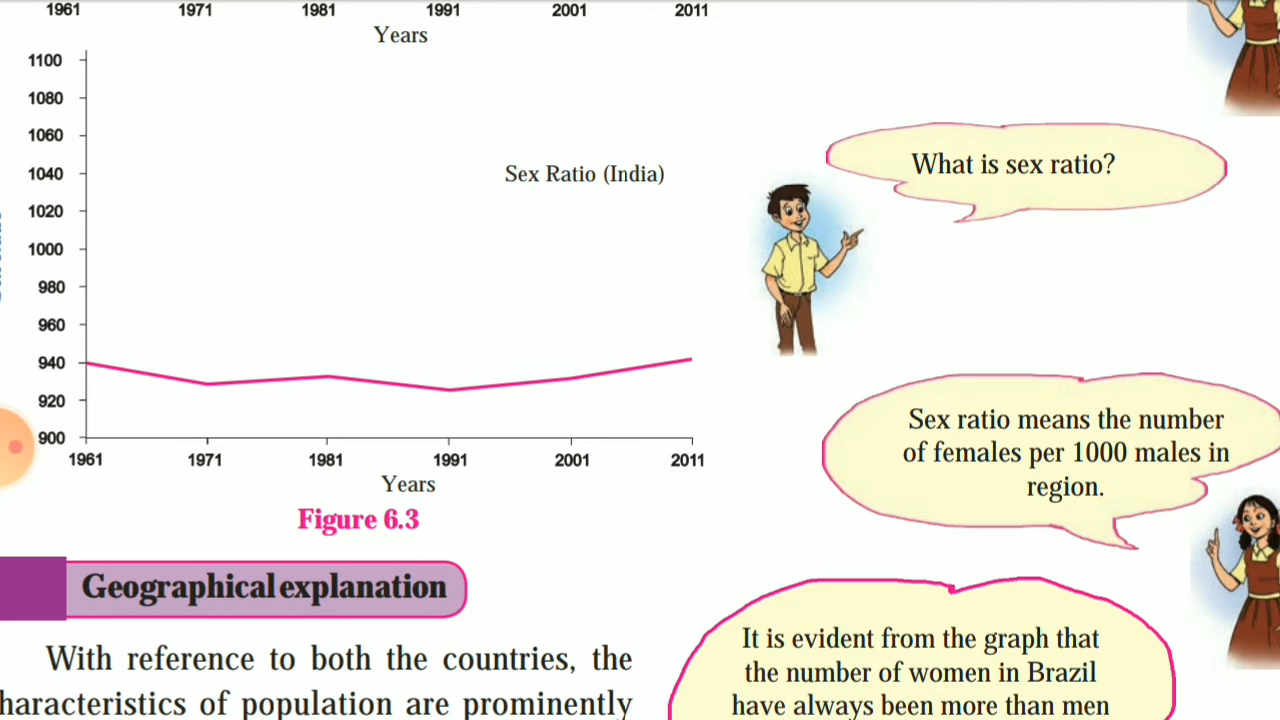 1961 1971 1981 1991 2001 2011
Years
1100
1080
1060
1040
1020
1000
980
960
940
920
900
Sex Ratio (India)
1961 1971 1981 1991 2001 2011
Years
Figure 6.3
What is sex ratio?
Sex ratio means the number
of females per 1000 males in
region.
Geographical explanation
With reference to both the countries, the
haracteristics of population are prominently
It is evident from the graph that
the number of women in Brazil
have always been more than men